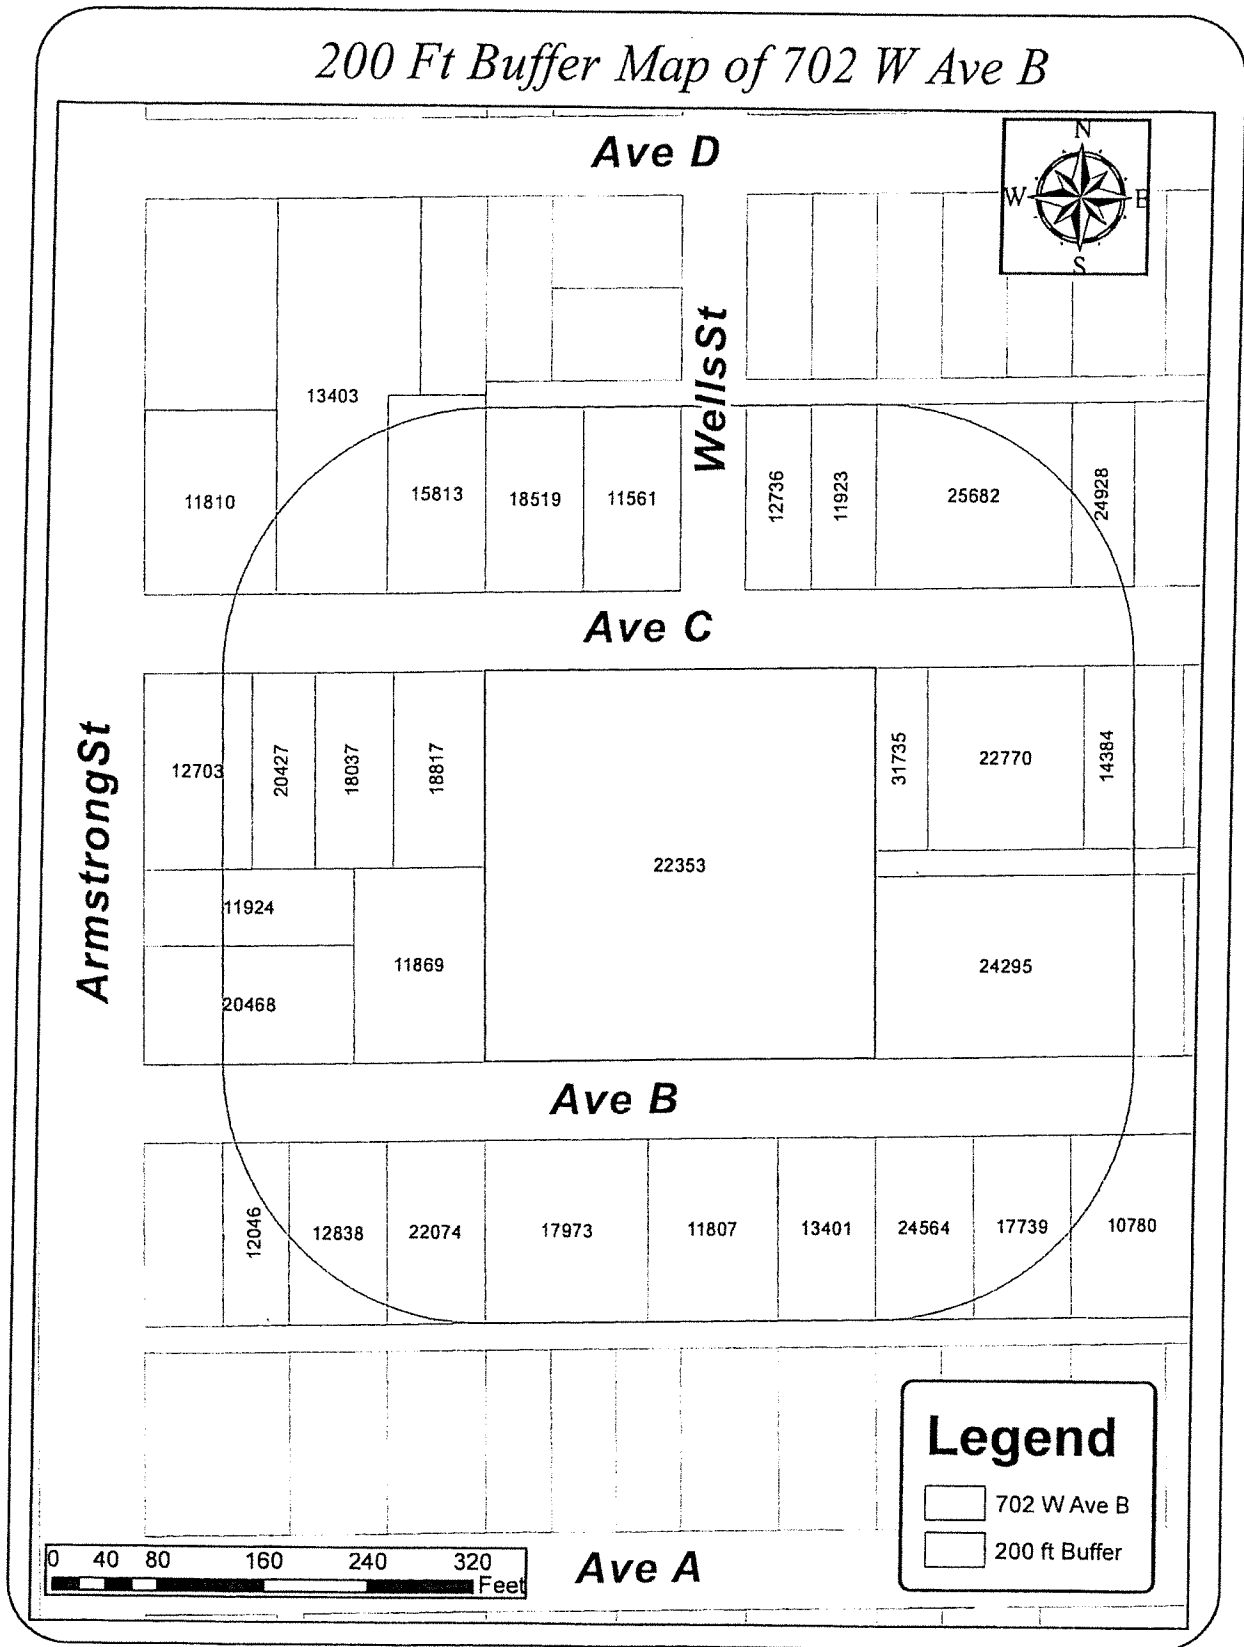 200 Ft Buffer Map of 702 W Ave B
Ave D
N
W
E
S
WellsSt
13403
11810
15813
18519
11561
12736
11923
25682
24928
Ave C
ArmstrongSt
12703
20427
18037
18817
31735
22770
14384
22353
11924
11869
24295
20468
Ave B
12046
12838
22074
17973
11807
13401
24564
17739
10780
Legend
702 W Ave B
200 ft Buffer
0 40 80 160 240 320
Feet
Ave A